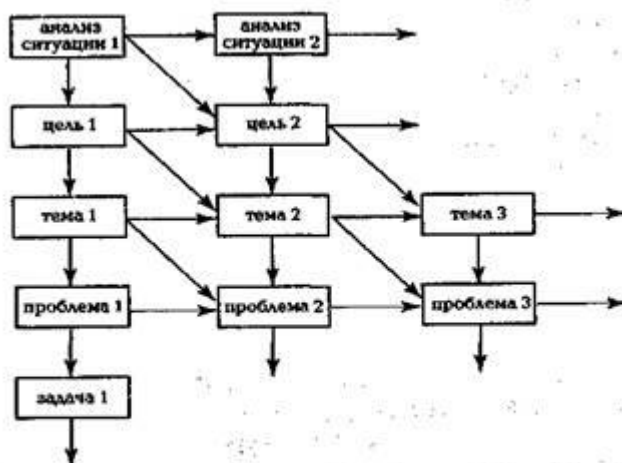 анализ
ситуации 1
анализ
ситуации 2
цель 1
цель 2
тема 1
тема 2
тема 3
проблема 1
проблема 2
проблема 3
задача 1